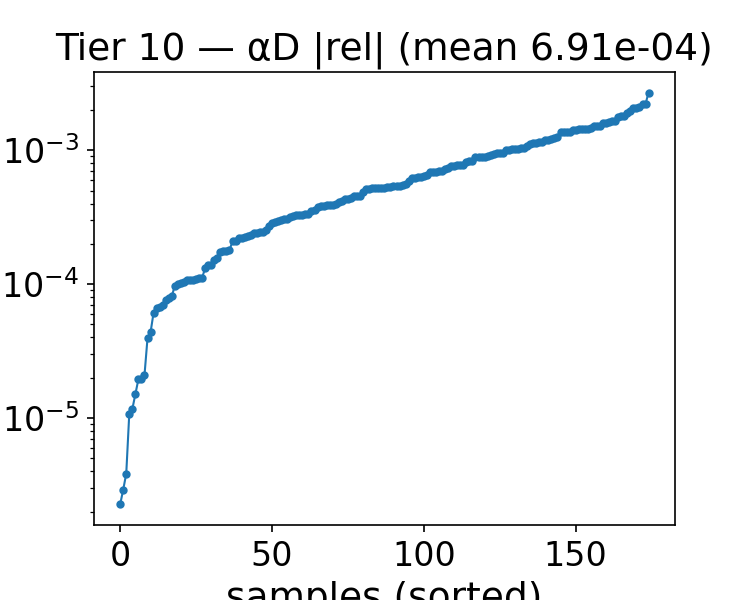 Tier 10 — αD |rel| (mean 6.91e-04)
10⁻³
10⁻⁴
10⁻⁵
0 50 100 150
samples (sorted)